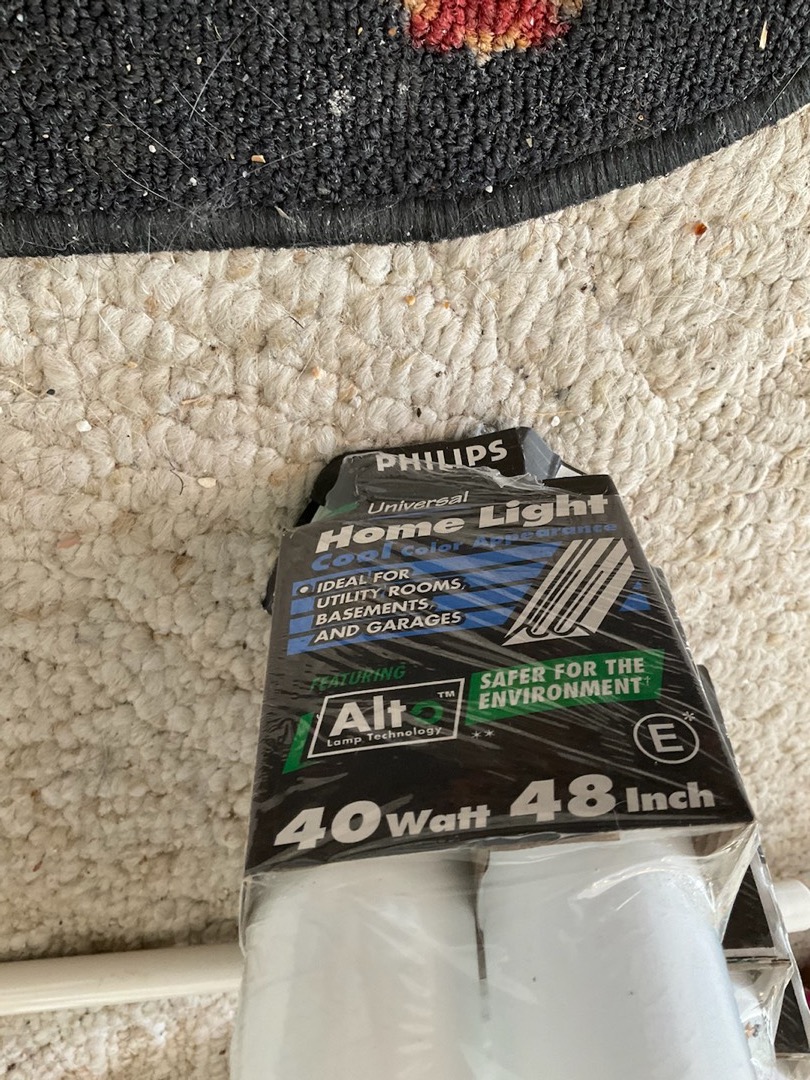 PHILIPS
Universal
Home Light
Cool Color Appearance
• IDEAL FOR
UTILITY ROOMS,
BASEMENTS,
AND GARAGES
FEATURING
Alto™
Lamp Technology
**
SAFER FOR THE
ENVIRONMENT†
E*
40 Watt 48 Inch